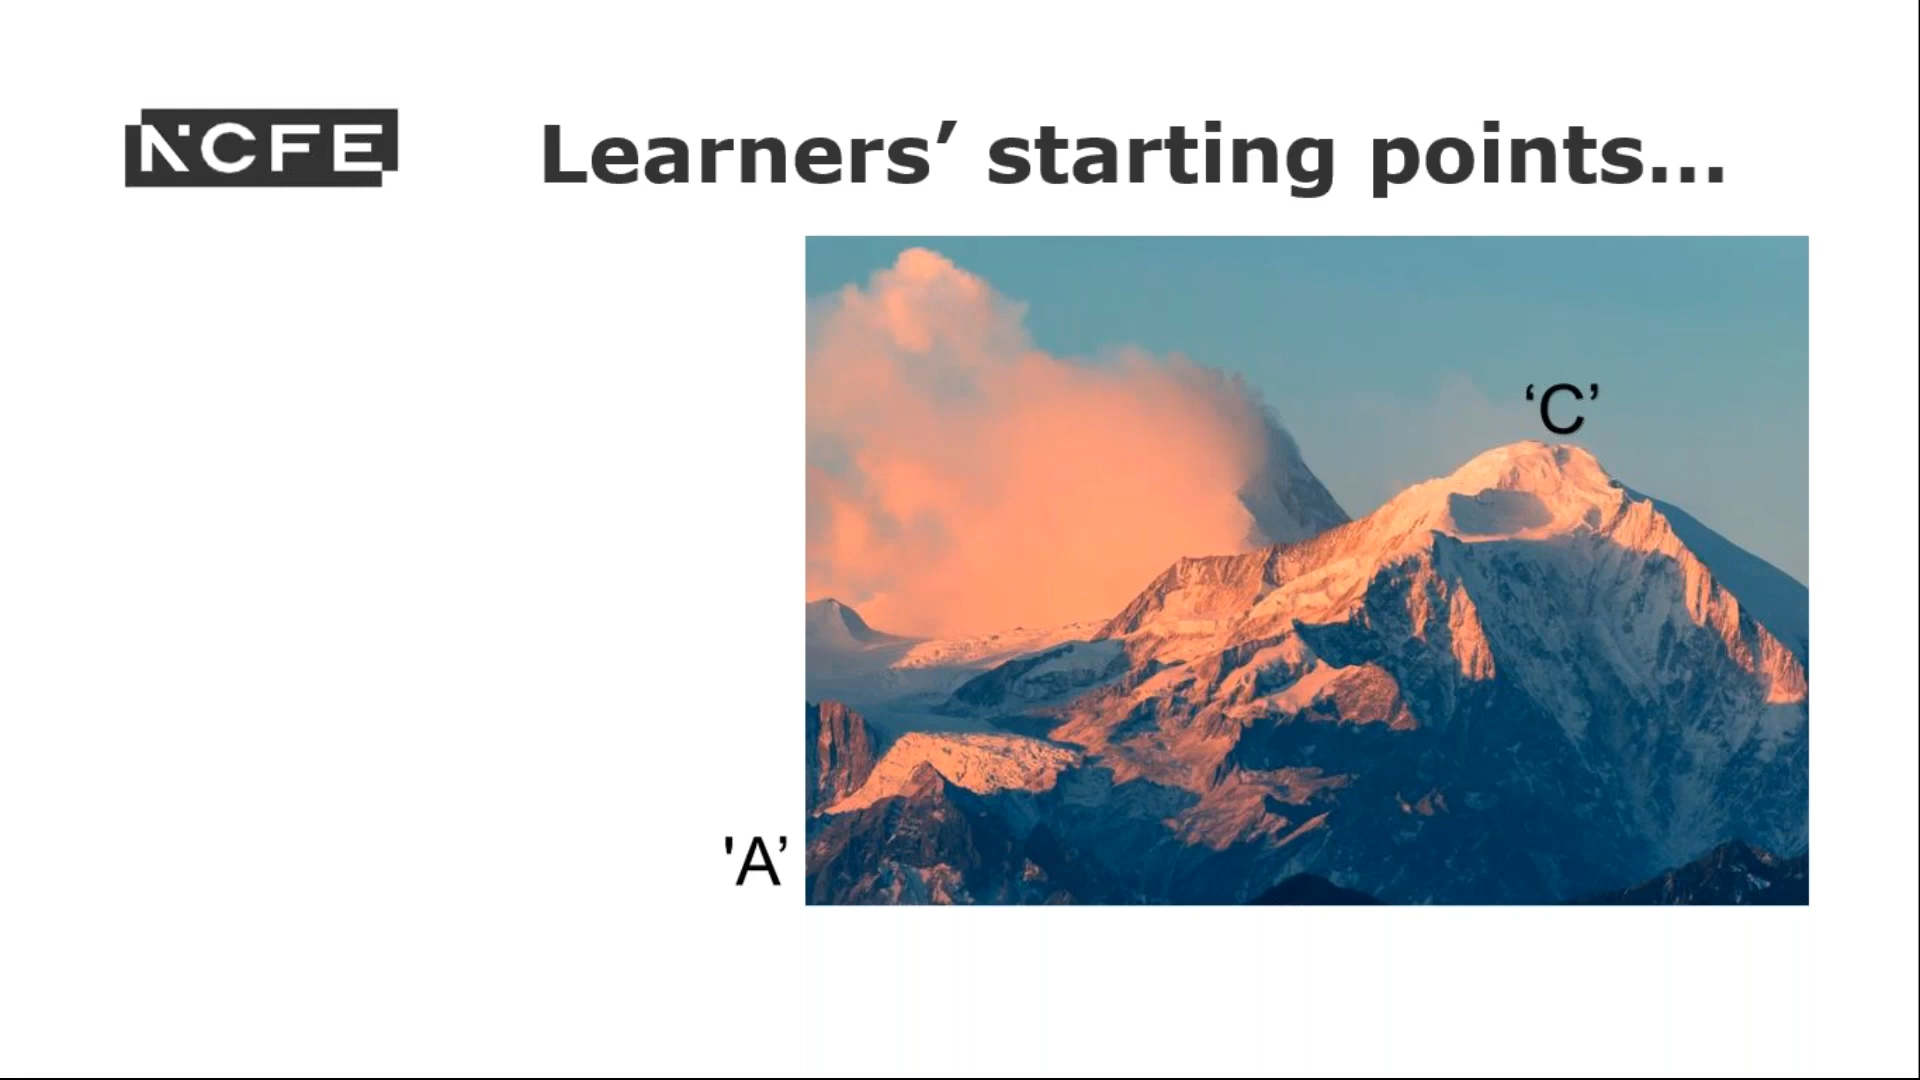 NCFE
Learners’ starting points...
‘C’
'A’